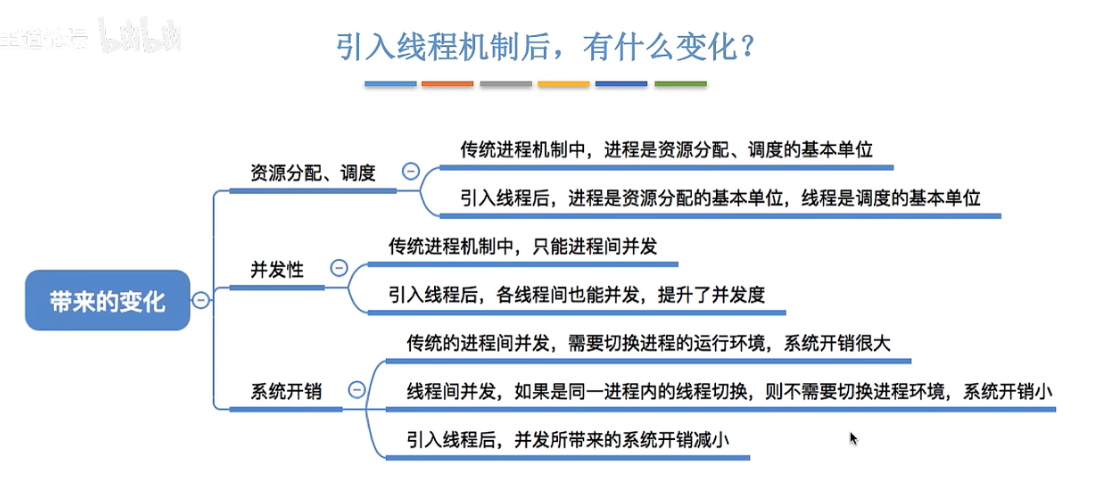 王道论坛 bilibili
引入线程机制后，有什么变化？
传统进程机制中，进程是资源分配、调度的基本单位
资源分配、调度
引入线程后，进程是资源分配的基本单位，线程是调度的基本单位
传统进程机制中，只能进程间并发
并发性
引入线程后，各线程间也能并发，提升了并发度
带来的变化
传统的进程间并发，需要切换进程的运行环境，系统开销很大
系统开销
线程间并发，如果是同一进程内的线程切换，则不需要切换进程环境，系统开销小
引入线程后，并发所带来的系统开销减小